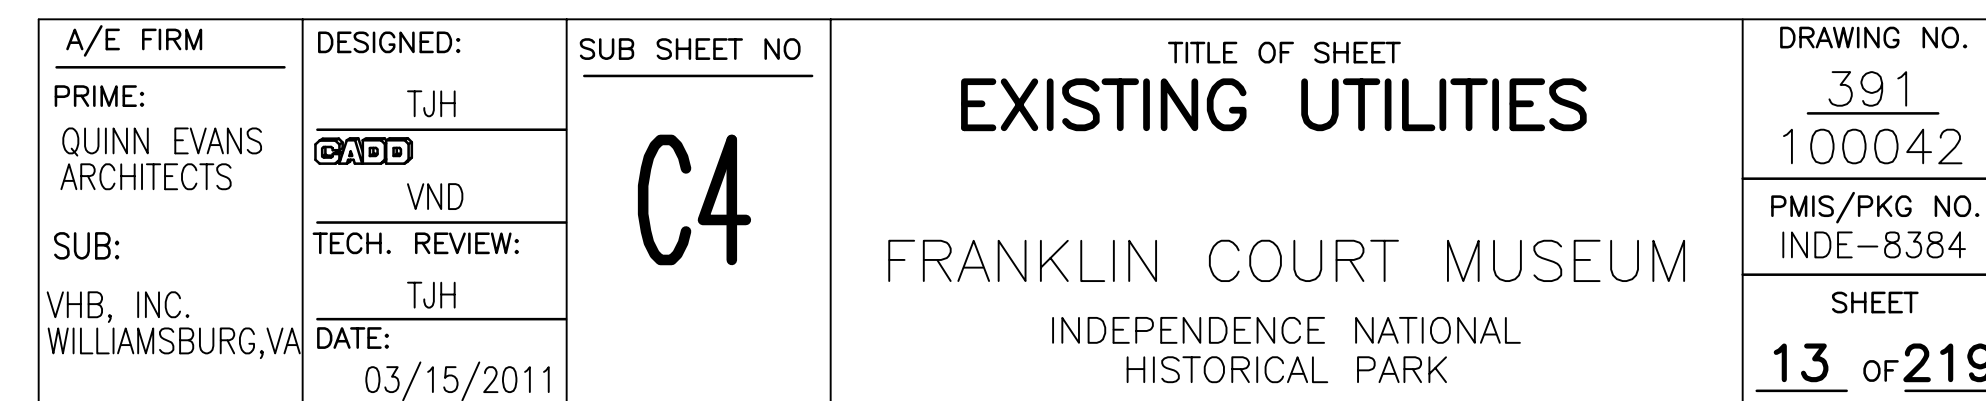 A/E FIRM
PRIME:
QUINN EVANS
ARCHITECTS
SUB:
VHB, INC.
WILLIAMSBURG,VA
DESIGNED:
TJH
CADD
VND
TECH. REVIEW:
TJH
DATE:
03/15/2011
SUB SHEET NO
C4
TITLE OF SHEET
EXISTING UTILITIES
FRANKLIN COURT MUSEUM
INDEPENDENCE NATIONAL
HISTORICAL PARK
DRAWING NO.
391
100042
PMIS/PKG NO.
INDE-8384
SHEET
13 OF 219